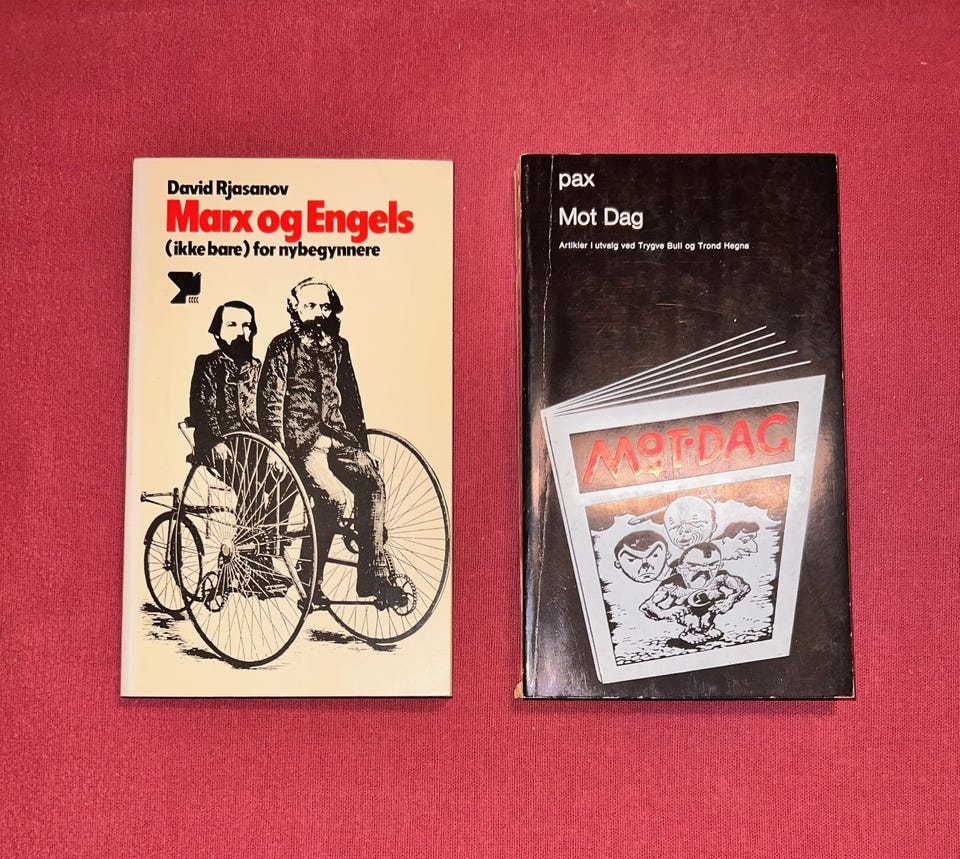 David Rjasanov
Marx og Engels
(ikke bare) for nybegynnere
cccc
pax
Mot Dag
Artikler i utvalg ved Trygve Bull og Trond Hegna
MOT-DAG